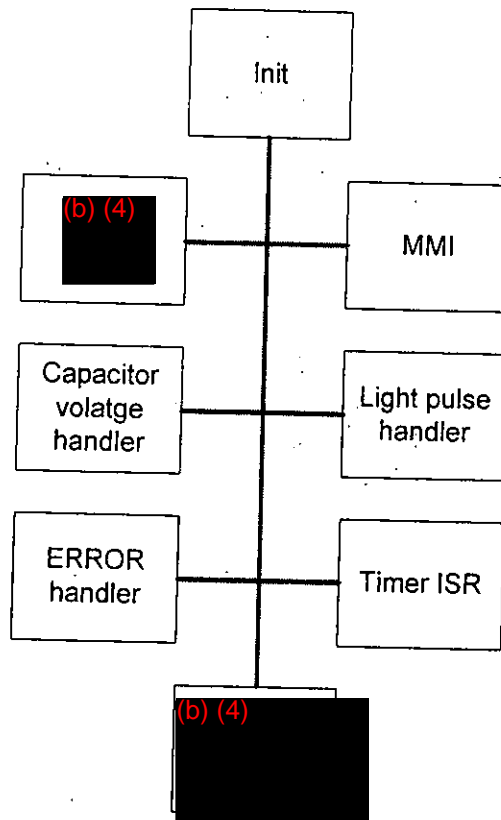 Init
(b) (4)
MMI
Capacitor
volatge
handler
Light pulse
handler
ERROR
handler
Timer ISR
(b) (4)